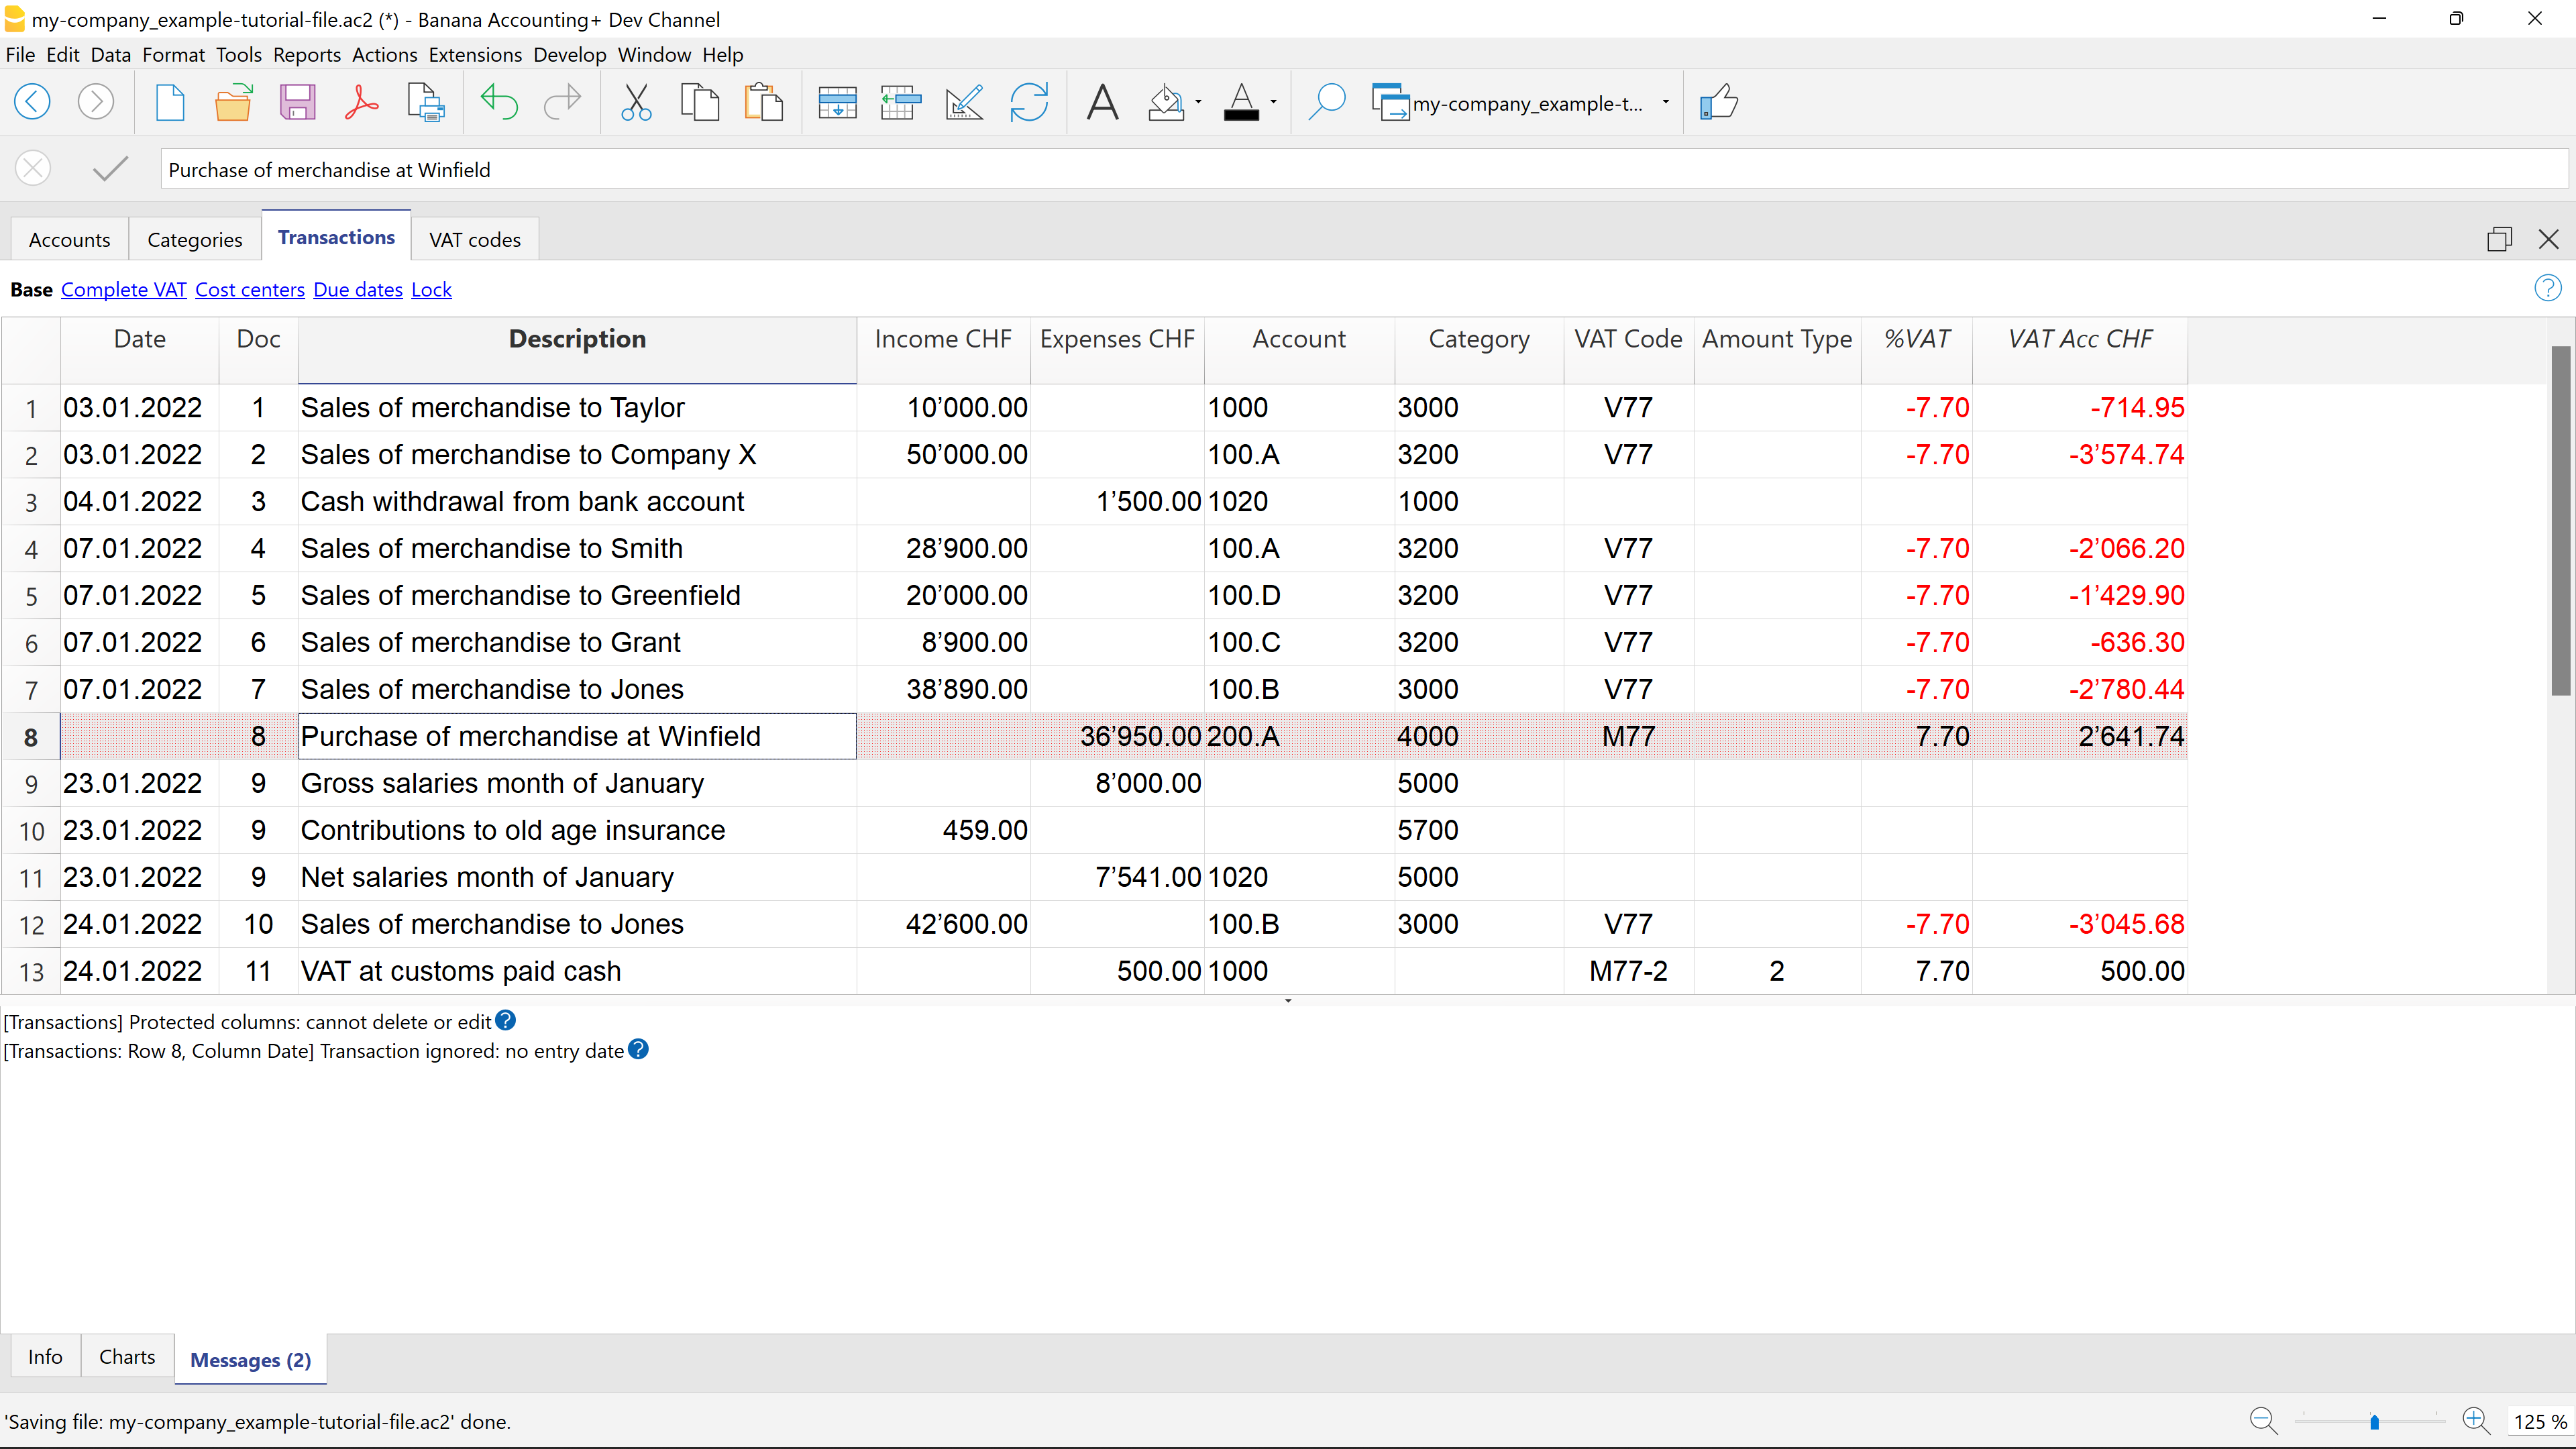 my-company_example-tutorial-file.ac2 (*) - Banana Accounting+ Dev Channel
File Edit Data Format Tools Reports Actions Extensions Develop Window Help
my-company_example-t...
Purchase of merchandise at Winfield
Accounts Categories Transactions VAT codes
Base Complete VAT Cost centers Due dates Lock
Date Doc Description Income CHF Expenses CHF Account Category VAT Code Amount Type %VAT VAT Acc CHF
1 03.01.2022 1 Sales of merchandise to Taylor 10’000.00 1000 3000 V77 -7.70 -714.95
2 03.01.2022 2 Sales of merchandise to Company X 50’000.00 100.A 3200 V77 -7.70 -3’574.74
3 04.01.2022 3 Cash withdrawal from bank account 1’500.00 1020 1000
4 07.01.2022 4 Sales of merchandise to Smith 28’900.00 100.A 3200 V77 -7.70 -2’066.20
5 07.01.2022 5 Sales of merchandise to Greenfield 20’000.00 100.D 3200 V77 -7.70 -1’429.90
6 07.01.2022 6 Sales of merchandise to Grant 8’900.00 100.C 3200 V77 -7.70 -636.30
7 07.01.2022 7 Sales of merchandise to Jones 38’890.00 100.B 3000 V77 -7.70 -2’780.44
8 8 Purchase of merchandise at Winfield 36’950.00 200.A 4000 M77 7.70 2’641.74
9 23.01.2022 9 Gross salaries month of January 8’000.00 5000
10 23.01.2022 9 Contributions to old age insurance 459.00 5700
11 23.01.2022 9 Net salaries month of January 7’541.00 1020 5000
12 24.01.2022 10 Sales of merchandise to Jones 42’600.00 100.B 3000 V77 -7.70 -3’045.68
13 24.01.2022 11 VAT at customs paid cash 500.00 1000 M77-2 2 7.70 500.00
[Transactions] Protected columns: cannot delete or edit
[Transactions: Row 8, Column Date] Transaction ignored: no entry date
Info Charts Messages (2)
'Saving file: my-company_example-tutorial-file.ac2' done.
125 %